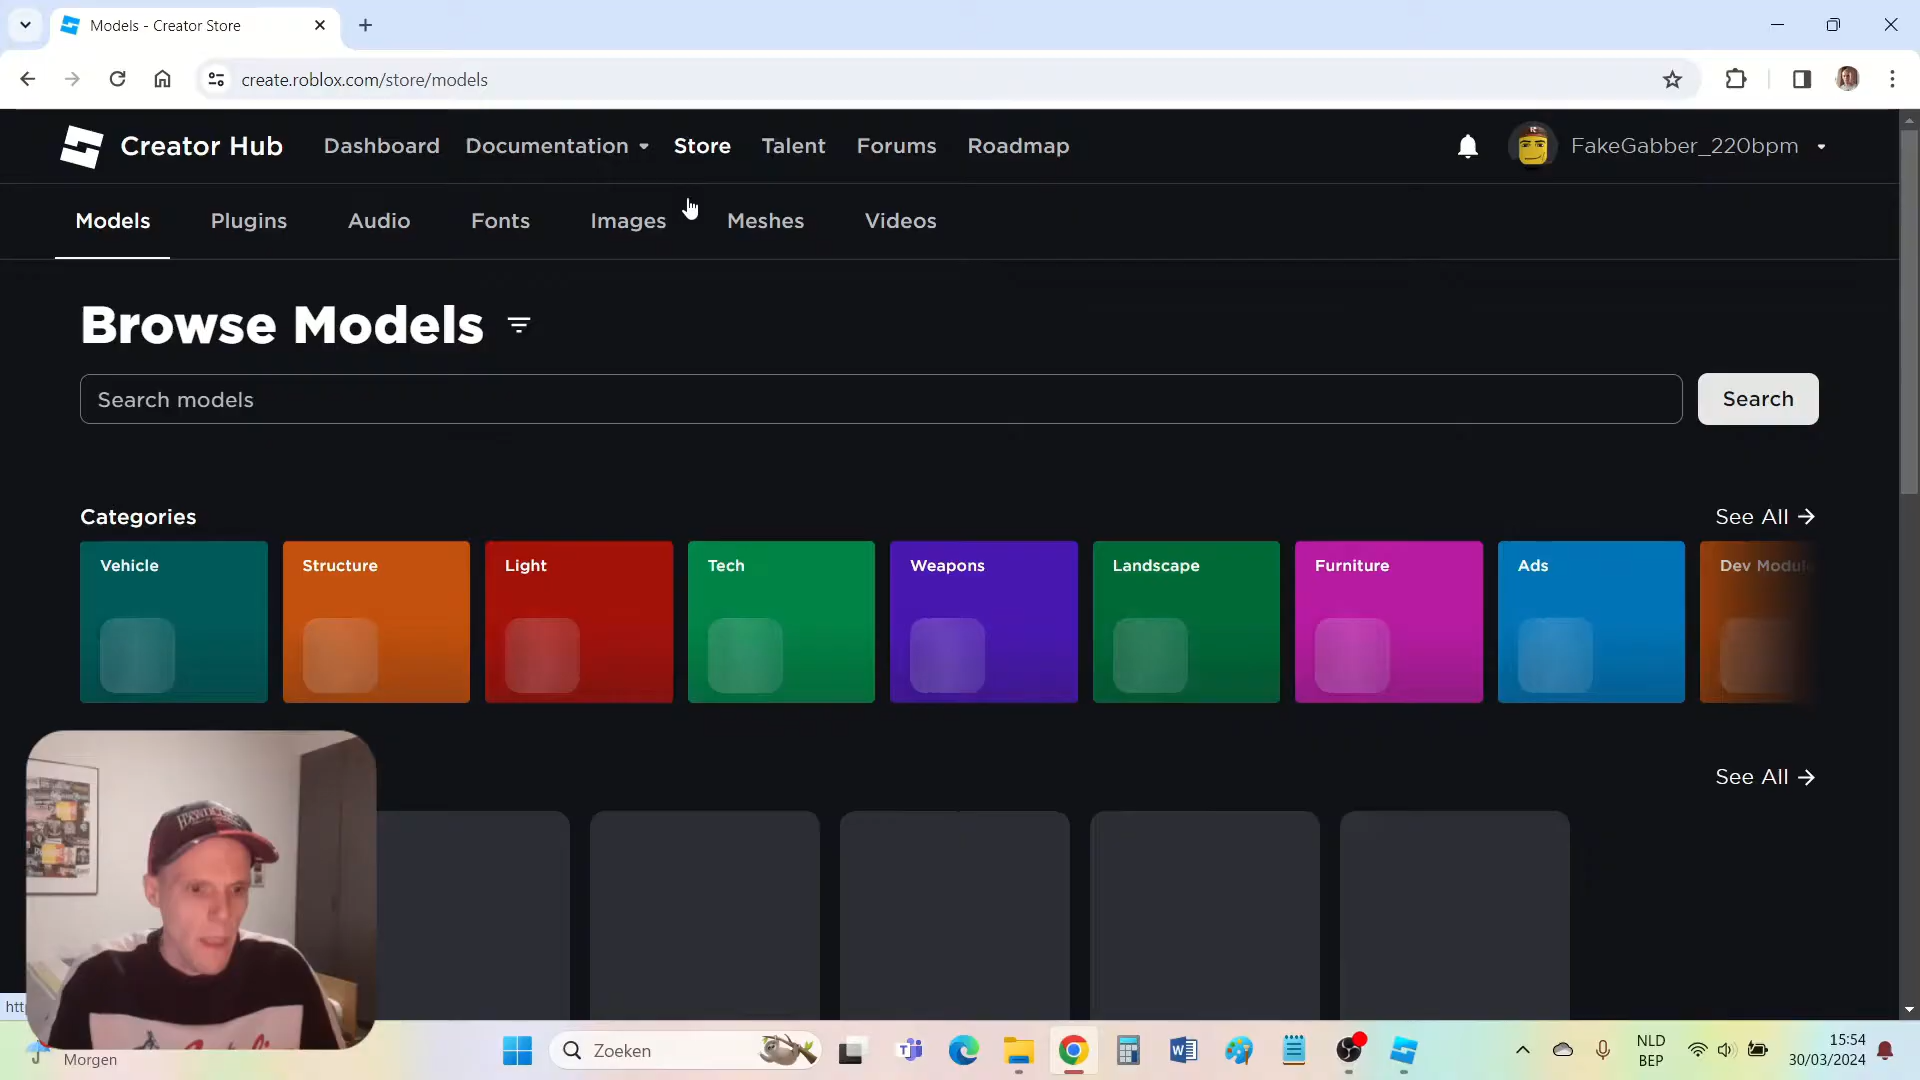 Models - Creator Store
create.roblox.com/store/models
Creator Hub
Dashboard
Documentation
Store
Talent
Forums
Roadmap
FakeGabber_220bpm
Models
Plugins
Audio
Fonts
Images
Meshes
Videos
Browse Models
Search models
Search
Categories
See All
Vehicle
Structure
Light
Tech
Weapons
Landscape
Furniture
Ads
Dev Modul
See All
Morgen
Zoeken
NLD
BEP
15:54
30/03/2024